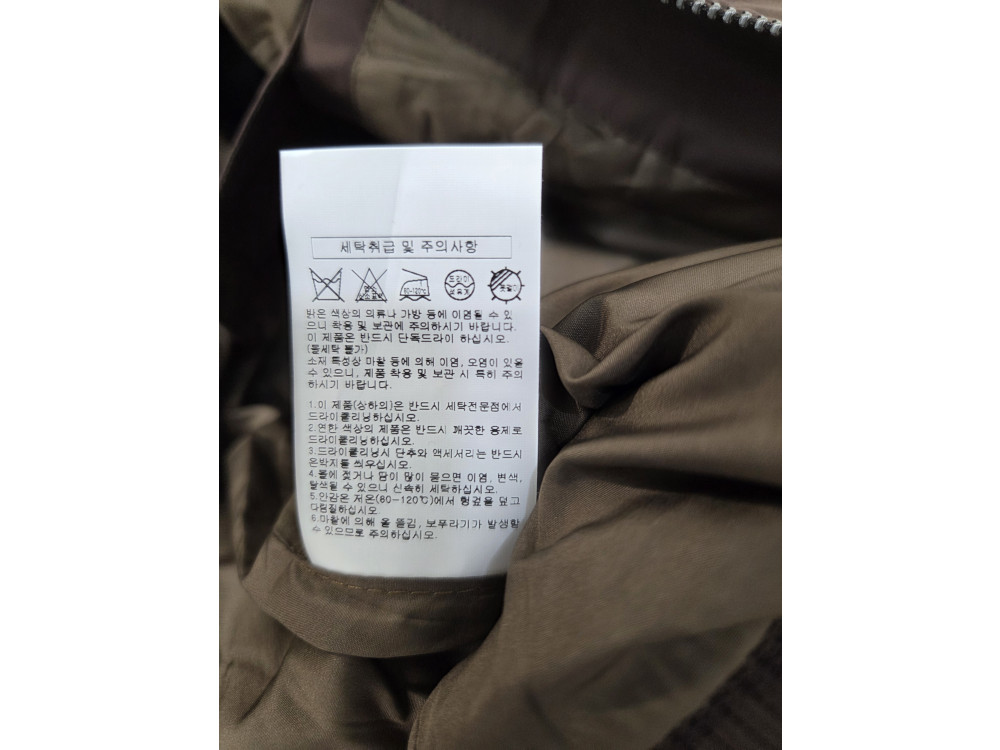 세탁취급 및 주의사항
80-120℃
드라이
석유계
옷걸이
밝은 색상의 의류나 가방 등에 이염될 수 있
으니 착용 및 보관에 주의하시기 바랍니다.
이 제품은 반드시 단독드라이 하십시오.
(물세탁 불가)
소재 특성상 마찰 등에 의해 이염, 오염이 있을
수 있으니, 제품 착용 및 보관 시 특히 주의
하시기 바랍니다.
1.이 제품(상하의)은 반드시 세탁전문점에서
드라이클리닝하십시오.
2.연한 색상의 제품은 반드시 깨끗한 용제로
드라이클리닝하십시오.
3.드라이클리닝시 단추와 액세서리는 반드시
은박지를 씌우십시오.
4.물에 젖거나 땀이 많이 묻으면 이염, 변색,
탈색될 수 있으니 신속히 세탁하십시오.
5.안감은 저온(80-120℃)에서 헝겊을 덮고
다림질하십시오.
6.마찰에 의해 올 뜯김, 보푸라기가 발생할
수 있으므로 주의하십시오.